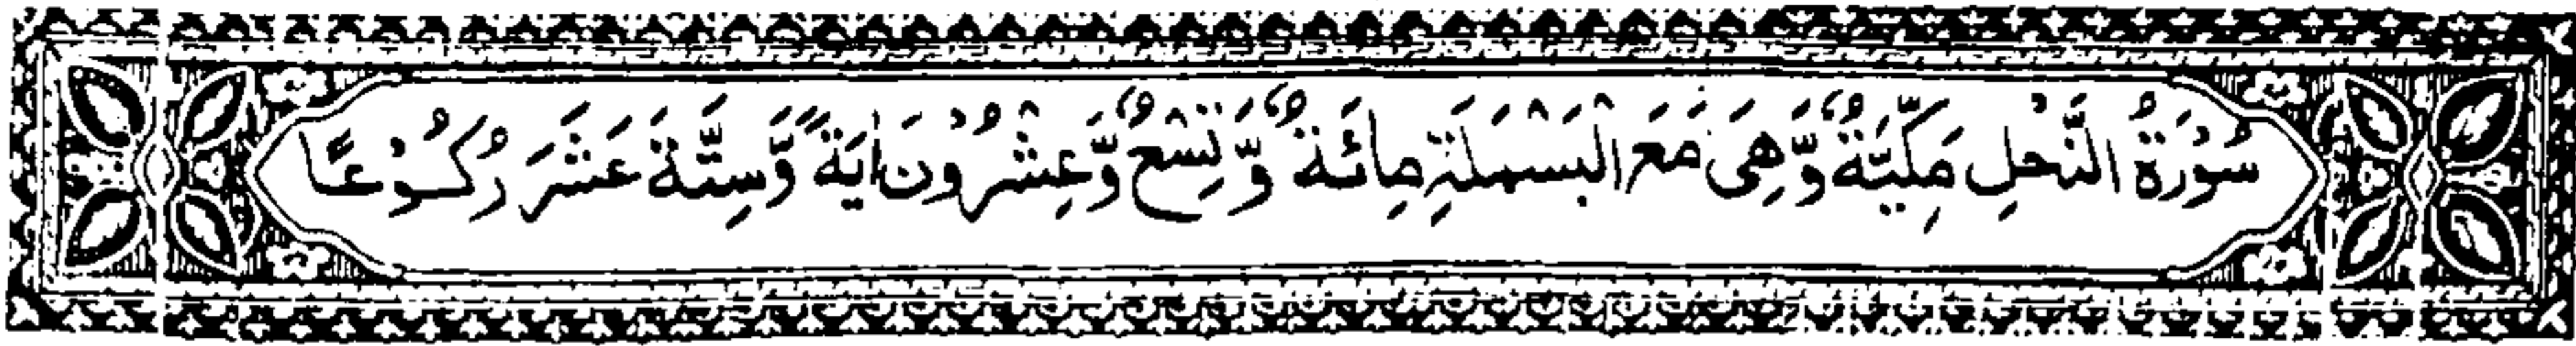 سُوْرَةُ النَّحْلِ مَكِّيَّةٌ وَّهِىَ مَعَ الْبَسْمَلَةِ مِائَةٌ وَّتِسْعٌ وَّعِشْرُوْنَ اٰيَةً وَّسِتَّةَ عَشَرَ رُكُوْعًا